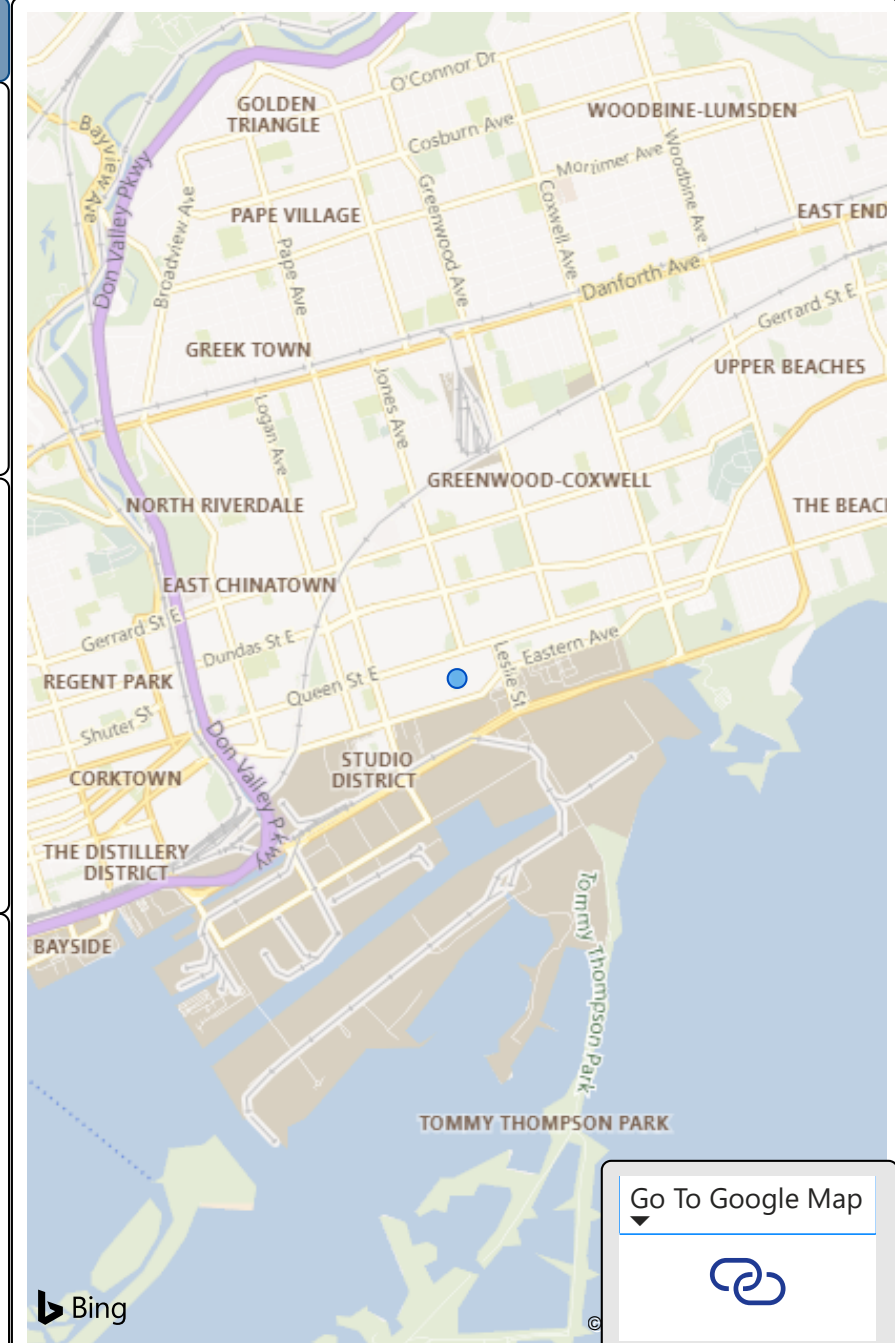 O'Connor Dr
GOLDEN
TRIANGLE
WOODBINE-LUMSDEN
Bayview Ave
Cosburn Ave
Mortimer Ave
Woodbine Ave
Don Valley Pkwy
Broadview Ave
PAPE VILLAGE
Greenwood Ave
Coxwell Ave
EAST END
Pape Ave
Danforth Ave
Gerrard St E
GREEK TOWN
UPPER BEACHES
Jones Ave
Logan Ave
GREENWOOD-COXWELL
NORTH RIVERDALE
THE BEAC
EAST CHINATOWN
Gerrard St E
Dundas St E
Eastern Ave
Leslie St
REGENT PARK
Queen St E
Shuter St
Don Valley Pkwy
STUDIO
DISTRICT
CORKTOWN
THE DISTILLERY
DISTRICT
BAYSIDE
Tommy Thompson Park
TOMMY THOMPSON PARK
Go To Google Map
Bing
©